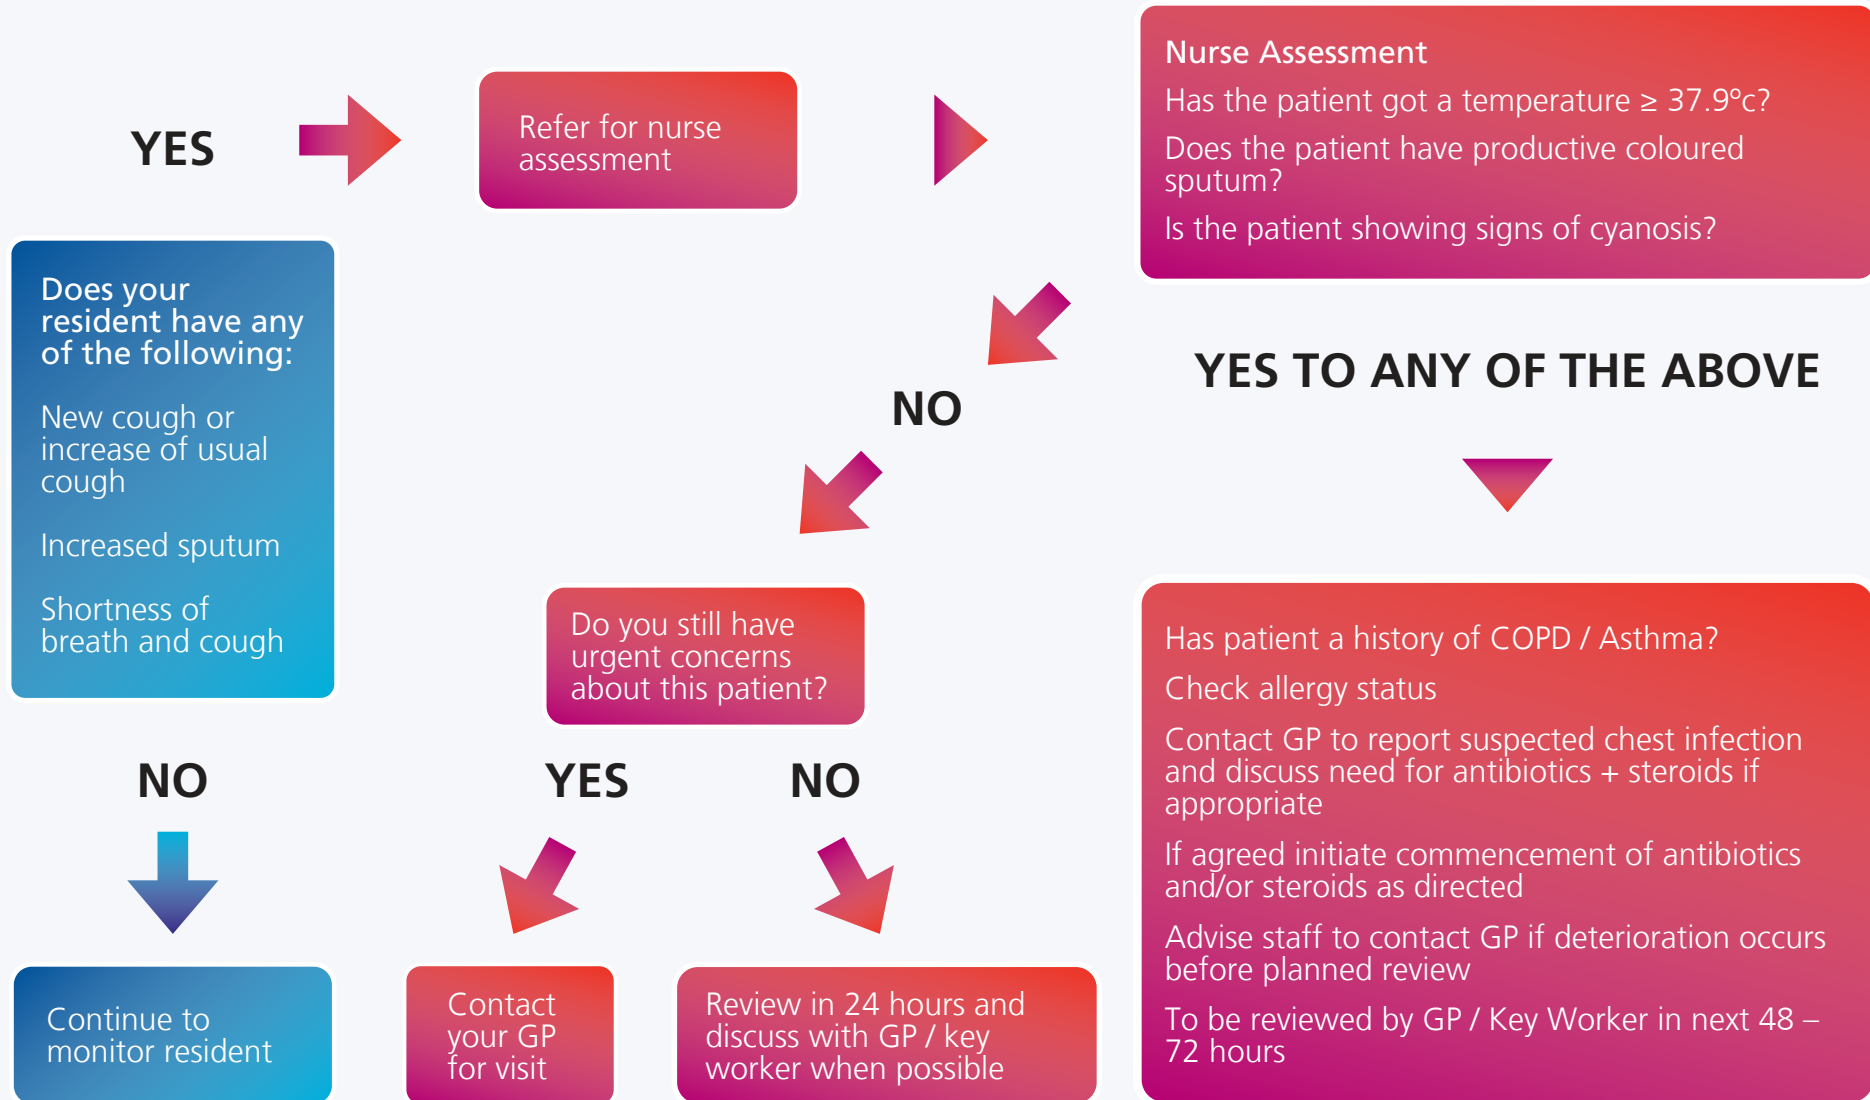 YES
Refer for nurse
assessment
Nurse Assessment
Has the patient got a temperature ≥ 37.9ºc?
Does the patient have productive coloured
sputum?
Is the patient showing signs of cyanosis?
Does your
resident have any
of the following:
New cough or
increase of usual
cough
Increased sputum
Shortness of
breath and cough
NO
YES TO ANY OF THE ABOVE
Do you still have
urgent concerns
about this patient?
NO
YES
NO
Continue to
monitor resident
Contact
your GP
for visit
Review in 24 hours and
discuss with GP / key
worker when possible
Has patient a history of COPD / Asthma?
Check allergy status
Contact GP to report suspected chest infection
and discuss need for antibiotics + steroids if
appropriate
If agreed initiate commencement of antibiotics
and/or steroids as directed
Advise staff to contact GP if deterioration occurs
before planned review
To be reviewed by GP / Key Worker in next 48 –
72 hours